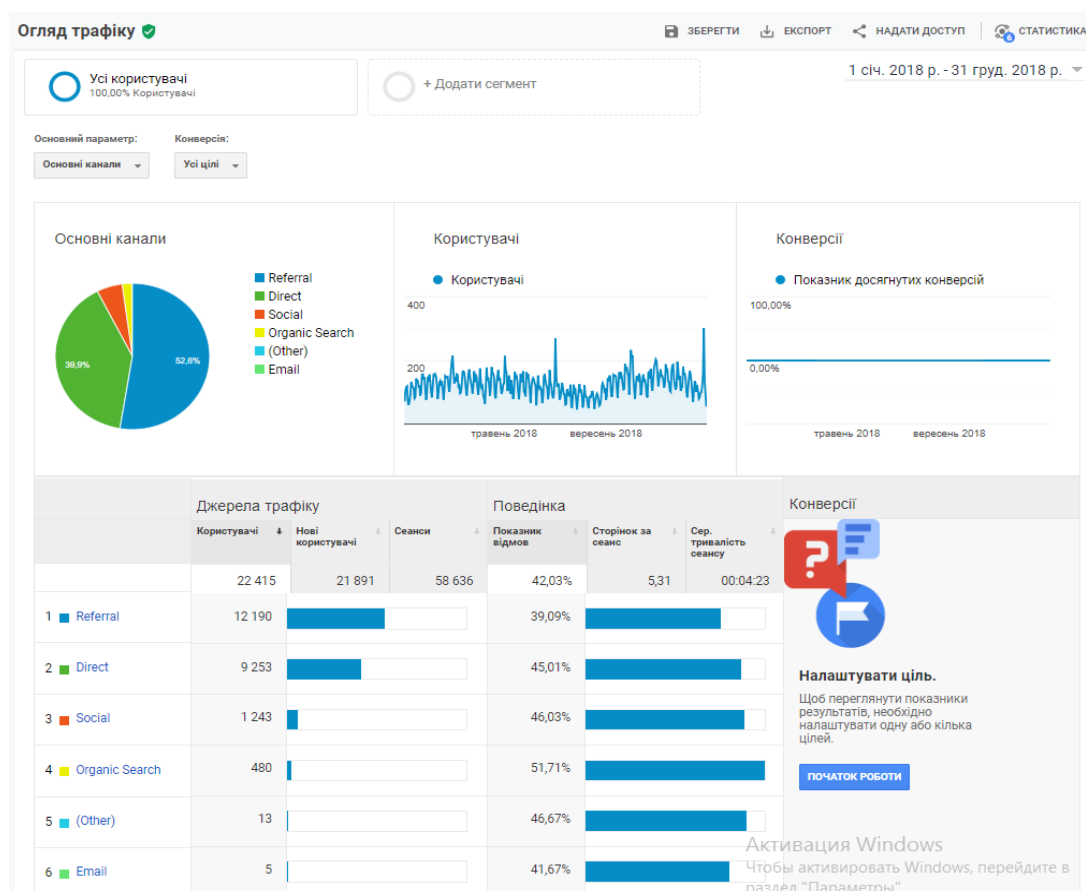 Огляд трафіку
ЗБЕРЕГТИ
ЕКСПОРТ
НАДАТИ ДОСТУП
СТАТИСТИКА
6
Усі користувачі
100,00% Користувачі
+ Додати сегмент
1 січ. 2018 р. - 31 груд. 2018 р.
Основний параметр:
Конверсія:
Основні канали
Усі цілі
Основні канали
Referral
Direct
Social
Organic Search
(Other)
Email
39,9%
52,6%
Користувачі
Користувачі
400
200
травень 2018
вересень 2018
Конверсії
Показник досягнутих конверсій
100,00%
0,00%
травень 2018
вересень 2018
Джерела трафіку
Поведінка
Конверсії
Користувачі
Нові
користувачі
Сеанси
Показник
відмов
Сторінок за
сеанс
Сер.
тривалість
сеансу
22 415
21 891
58 636
42,03%
5,31
00:04:23
1 Referral 12 190 39,09%
2 Direct 9 253 45,01%
3 Social 1 243 46,03%
4 Organic Search 480 51,71%
5 (Other) 13 46,67%
6 Email 5 41,67%
?
Налаштувати ціль.
Щоб переглянути показники
результатів, необхідно
налаштувати одну або кілька
цілей.
ПОЧАТОК РОБОТИ
Активация Windows
Чтобы активировать Windows, перейдите в
раздел "Параметры"